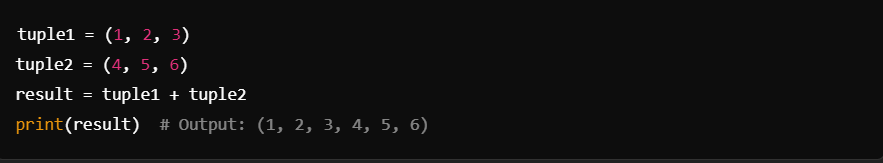 tuple1 = (1, 2, 3)
tuple2 = (4, 5, 6)
result = tuple1 + tuple2
print(result)  # Output: (1, 2, 3, 4, 5, 6)